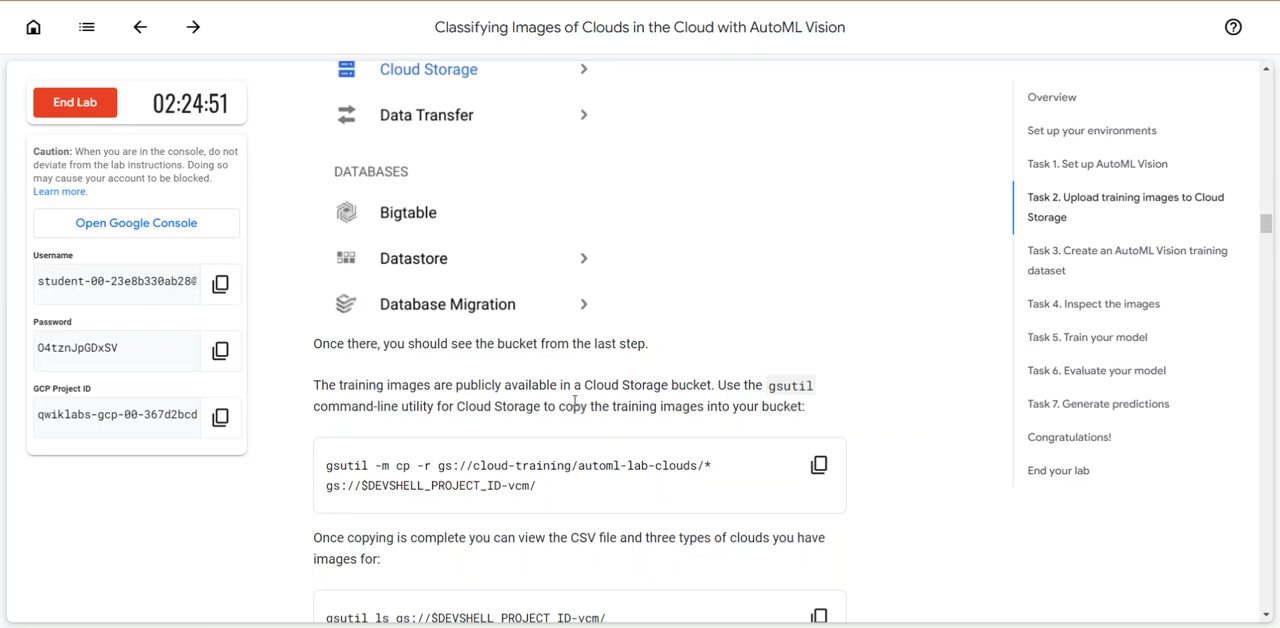 Classifying Images of Clouds in the Cloud with AutoML Vision
End Lab
02:24:51
Caution: When you are in the console, do not
deviate from the lab instructions. Doing so
may cause your account to be blocked.
Learn more.
Open Google Console
Username
student-00-23e8b330ab28@
Password
04tznJpGDxSV
GCP Project ID
qwiklabs-gcp-00-367d2bcd
Cloud Storage
Data Transfer
DATABASES
Bigtable
Datastore
Database Migration
Once there, you should see the bucket from the last step.
The training images are publicly available in a Cloud Storage bucket. Use the gsutil
command-line utility for Cloud Storage to copy the training images into your bucket:
gsutil -m cp -r gs://cloud-training/automl-lab-clouds/*
gs://$DEVSHELL_PROJECT_ID-vcm/
Once copying is complete you can view the CSV file and three types of clouds you have
images for:
gsutil ls gs://$DEVSHELL_PROJECT_ID-vcm/
Overview
Set up your environments
Task 1. Set up AutoML Vision
Task 2. Upload training images to Cloud
Storage
Task 3. Create an AutoML Vision training
dataset
Task 4. Inspect the images
Task 5. Train your model
Task 6. Evaluate your model
Task 7. Generate predictions
Congratulations!
End your lab